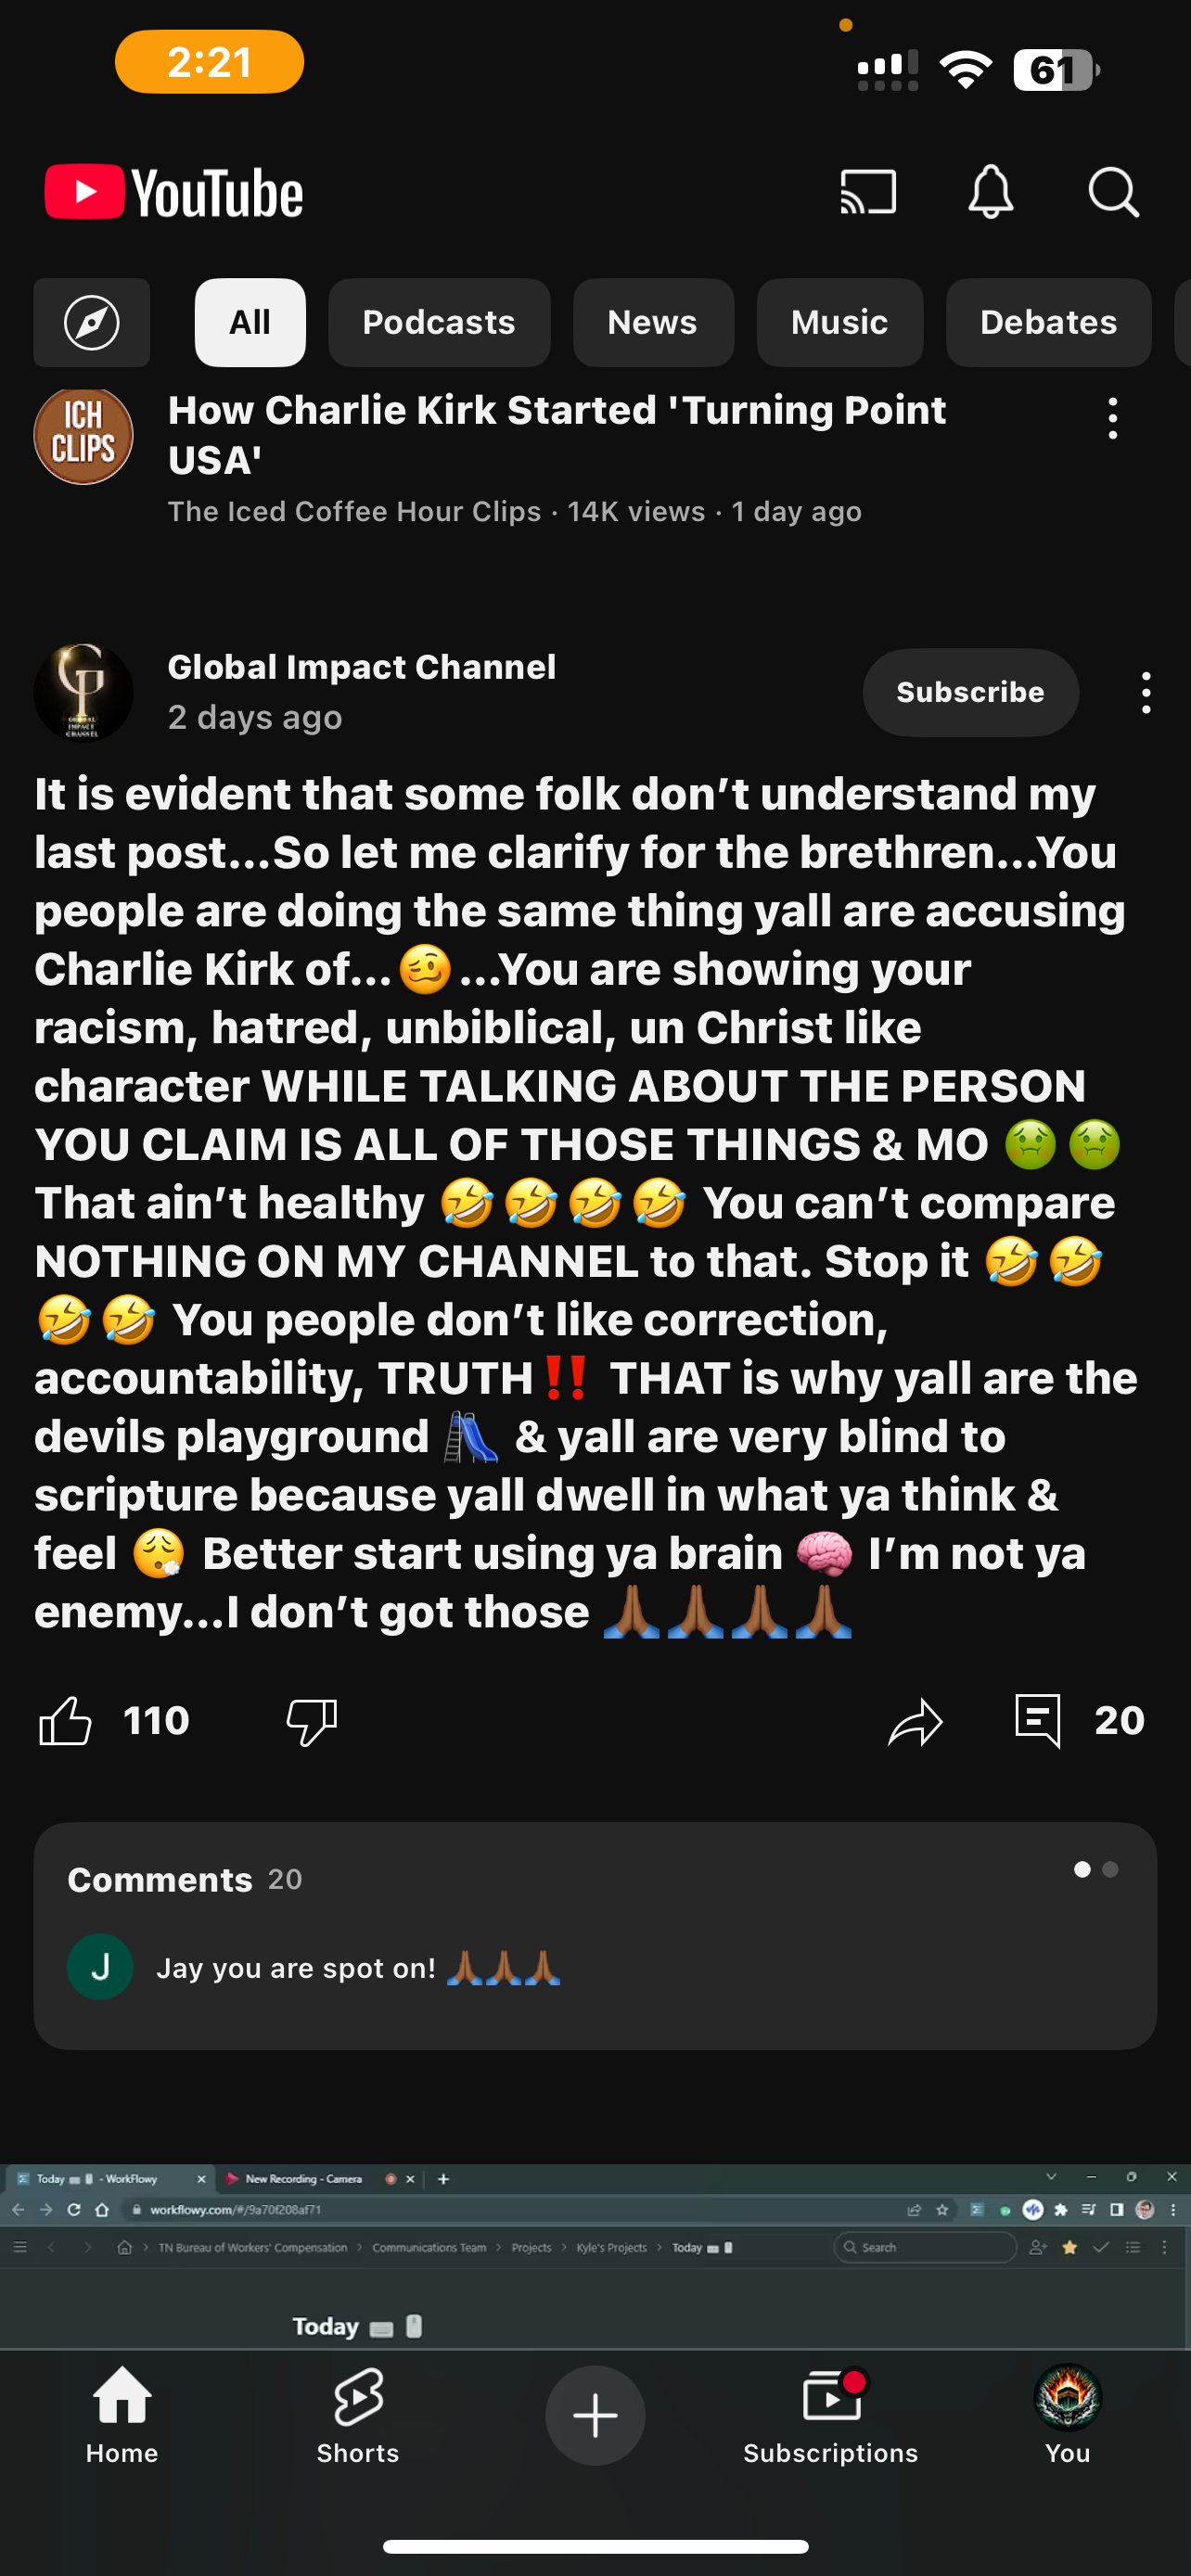 2:21
61
YouTube
All
Podcasts
News
Music
Debates
ICH
CLIPS
How Charlie Kirk Started 'Turning Point
USA'
The Iced Coffee Hour Clips · 14K views · 1 day ago
GLOBAL
IMPACT
CHANNEL
Global Impact Channel
2 days ago
Subscribe
It is evident that some folk don’t understand my
last post...So let me clarify for the brethren...You
people are doing the same thing yall are accusing
Charlie Kirk of...🥴...You are showing your
racism, hatred, unbiblical, un Christ like
character WHILE TALKING ABOUT THE PERSON
YOU CLAIM IS ALL OF THOSE THINGS & MO 🤢🤢
That ain’t healthy 🤣🤣🤣🤣 You can’t compare
NOTHING ON MY CHANNEL to that. Stop it 🤣🤣
🤣🤣 You people don’t like correction,
accountability, TRUTH‼️ THAT is why yall are the
devils playground 🛝 & yall are very blind to
scripture because yall dwell in what ya think &
feel 😮‍💨 Better start using ya brain 🧠 I’m not ya
enemy...I don’t got those 🙏🏾🙏🏾🙏🏾🙏🏾
110
20
Comments 20
J
Jay you are spot on! 🙏🏾🙏🏾🙏🏾
Today ⌨️🖱️ - WorkFlowy
New Recording - Camera
workflowy.com/#/9a70f208af71
TN Bureau of Workers' Compensation > Communications Team > Projects > Kyle's Projects > Today ⌨️🖱️
Search
Today ⌨️🖱️
Home
Shorts
Subscriptions
You